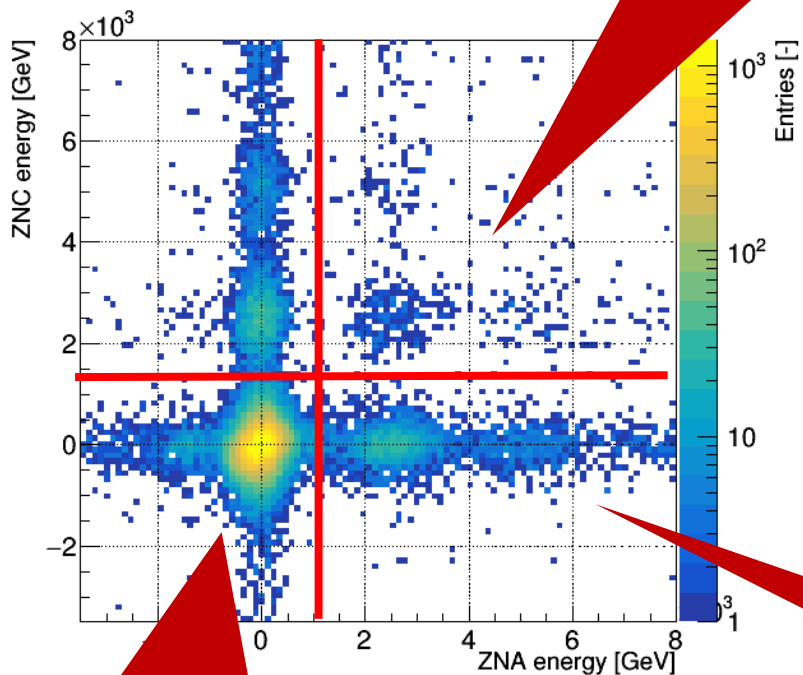 ×10³
8
6
4
2
0
−2
ZNC energy [GeV]
0 2 4 6 8
ZNA energy [GeV]
10³
10²
10
1
Entries [-]